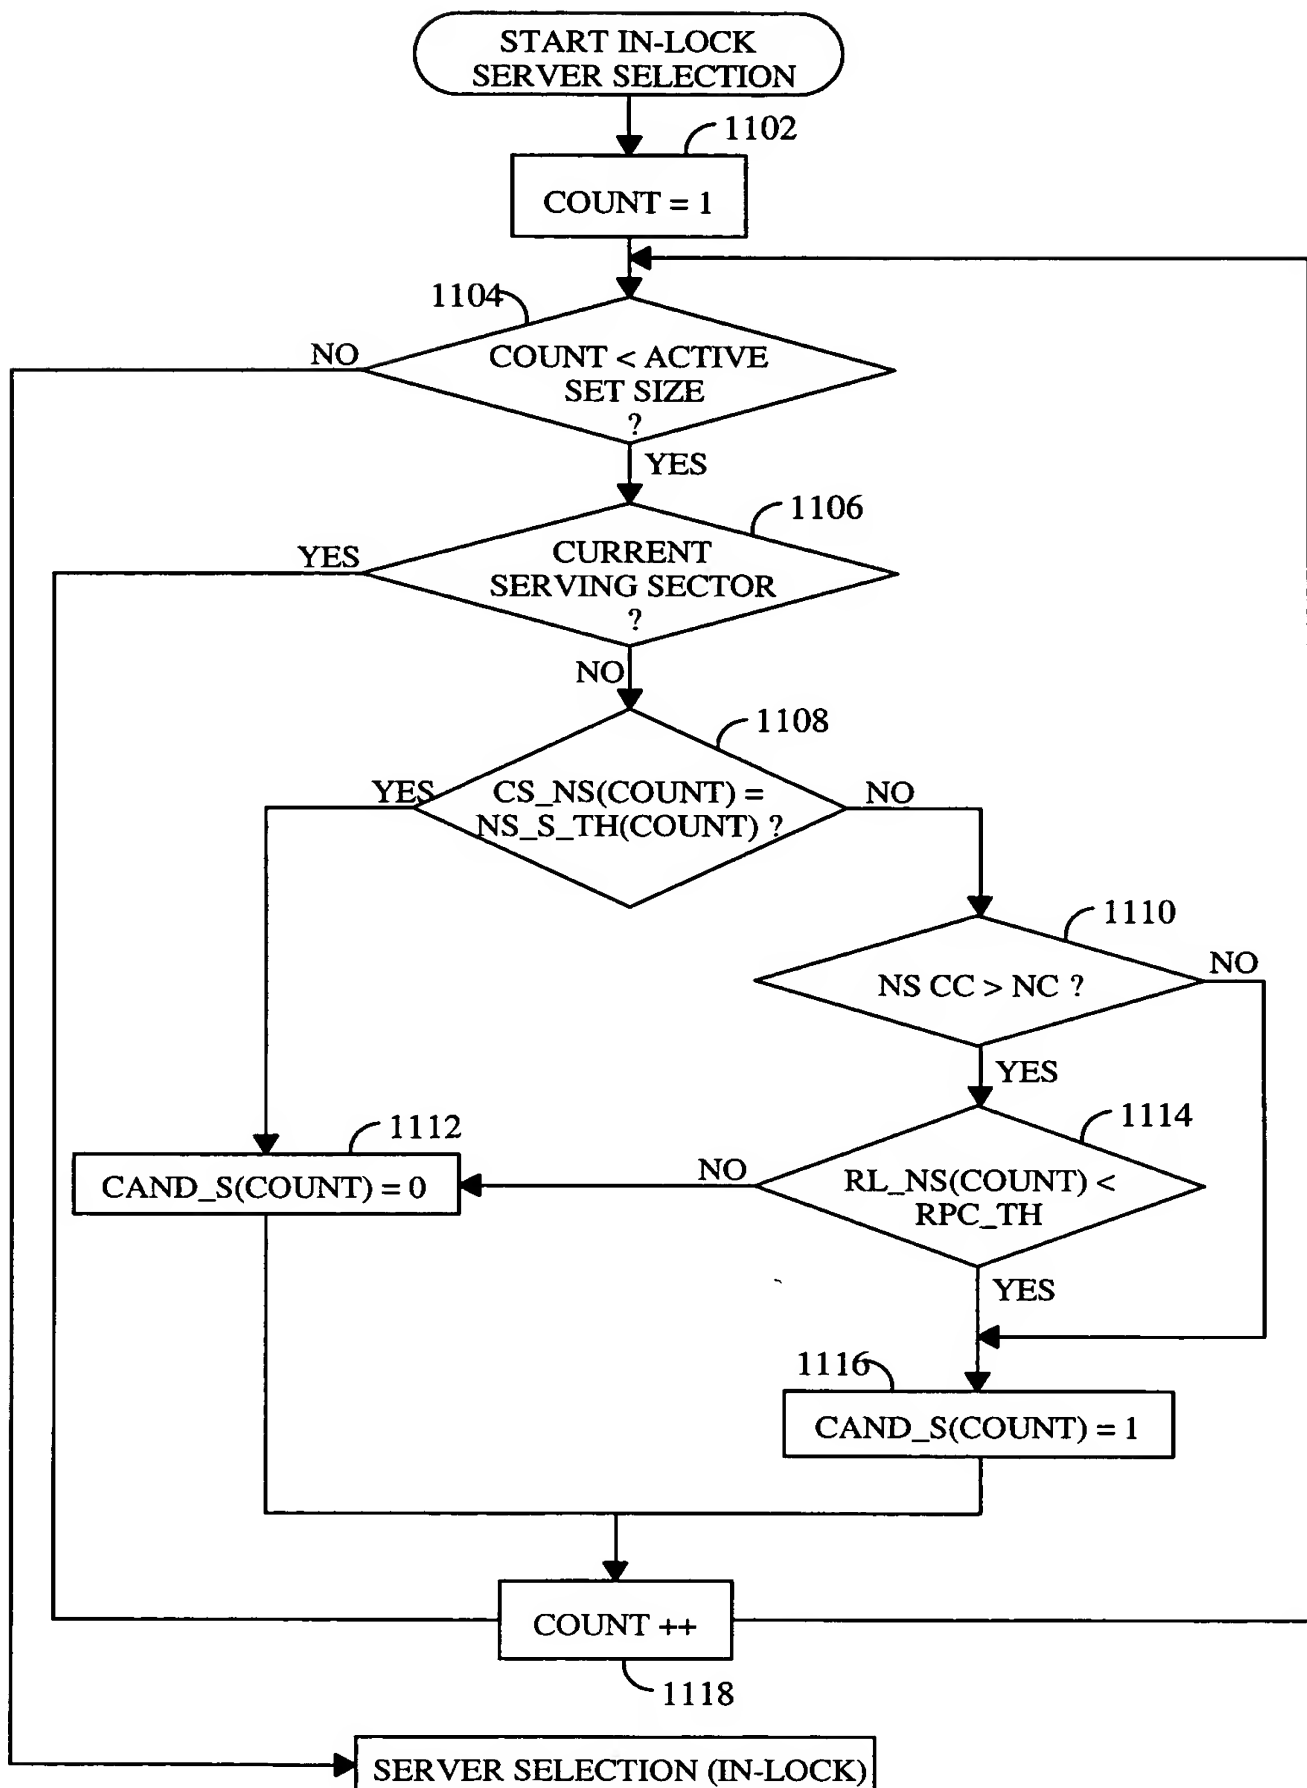 START IN-LOCK
SERVER SELECTION
1102
COUNT = 1
1104
NO
COUNT < ACTIVE
SET SIZE
?
YES
1106
YES
CURRENT
SERVING SECTOR
?
NO
1108
YES
CS_NS(COUNT) =
NS_S_TH(COUNT) ?
NO
1110
NS CC > NC ?
NO
YES
1112
CAND_S(COUNT) = 0
1114
NO
RL_NS(COUNT) <
RPC_TH
YES
1116
CAND_S(COUNT) = 1
COUNT ++
1118
SERVER SELECTION (IN-LOCK)